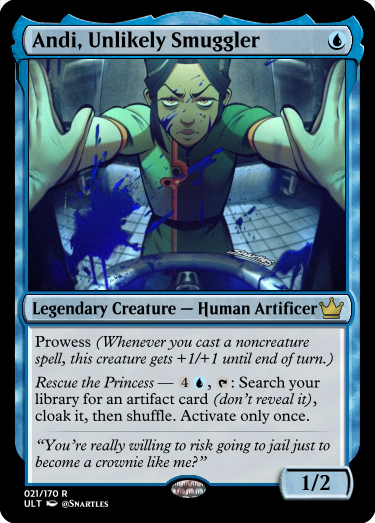 Andi, Unlikely Smuggler
SNARTLES
Legendary Creature — Human Artificer
Prowess (Whenever you cast a noncreature
spell, this creature gets +1/+1 until end of turn.)
Rescue the Princess — 4 , : Search your
library for an artifact card (don't reveal it),
cloak it, then shuffle. Activate only once.
“You're really willing to risk going to jail just to
become a crownie like me?”
1/2
021/170 R
ULT @SNARTLES